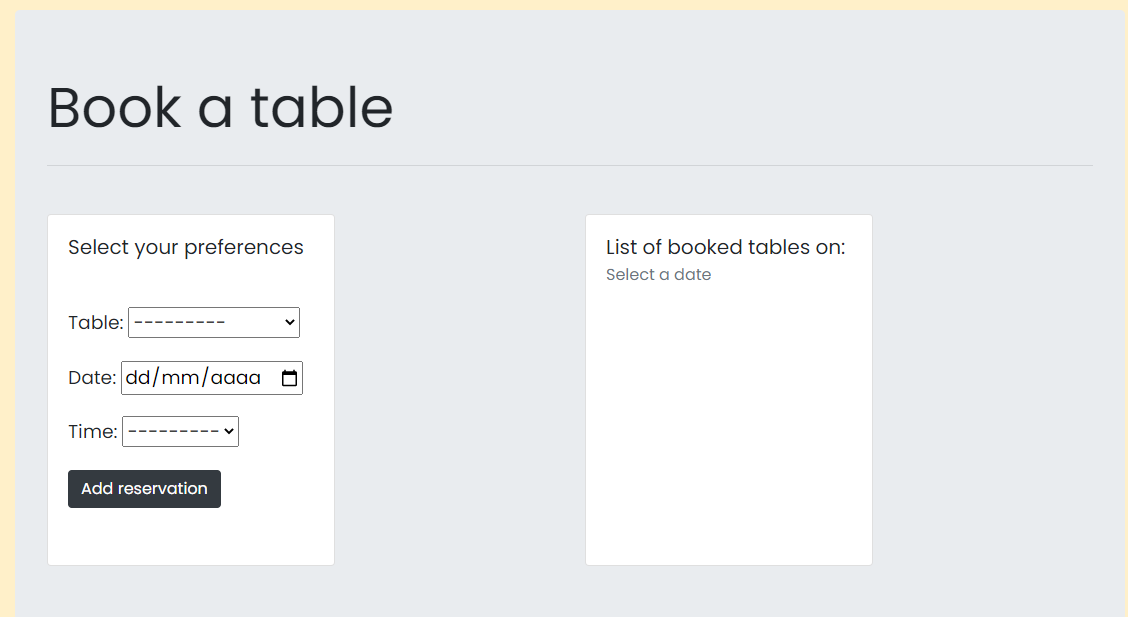 Book a table
Select your preferences
Table: ---------
Date: dd/mm/aaaa
Time: ---------
Add reservation
List of booked tables on:
Select a date